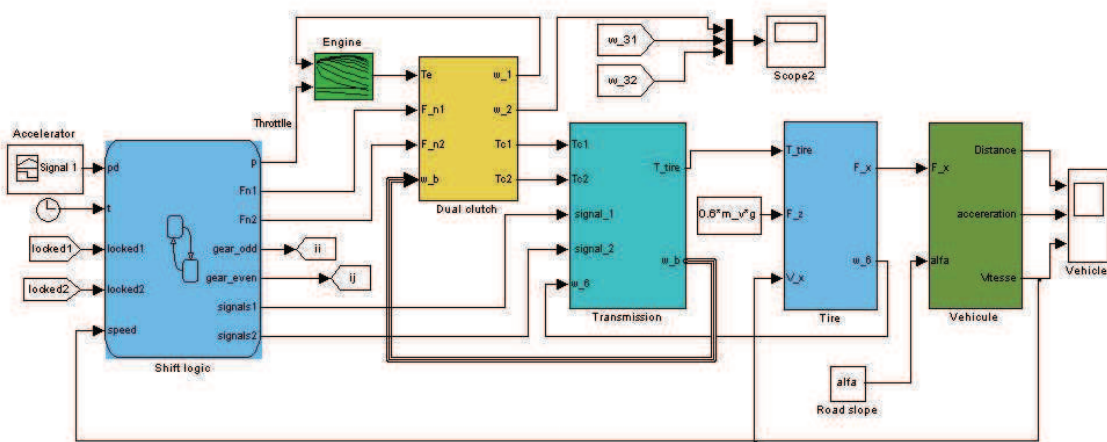 Engine
w_31
w_32
Scope2
Te
w_1
F_n1
w_2
F_n2
Tc1
Tc2
w_b
Dual clutch
Throttlle
Accelerator
Signal 1
pd
t
locked1
locked1
locked2
locked2
speed
p
Fn1
Fn2
gear_odd
gear_even
signals1
signals2
Shift logic
ii
ij
Tc1
Tc2
signal_1
signal_2
w_6
T_tire
w_b
Transmission
0.6*m_v*g
T_tire
F_z
V_x
F_x
w_6
Tire
F_x
alfa
Distance
accereration
Vitesse
Vehicule
Vehicle
alfa
Road slope